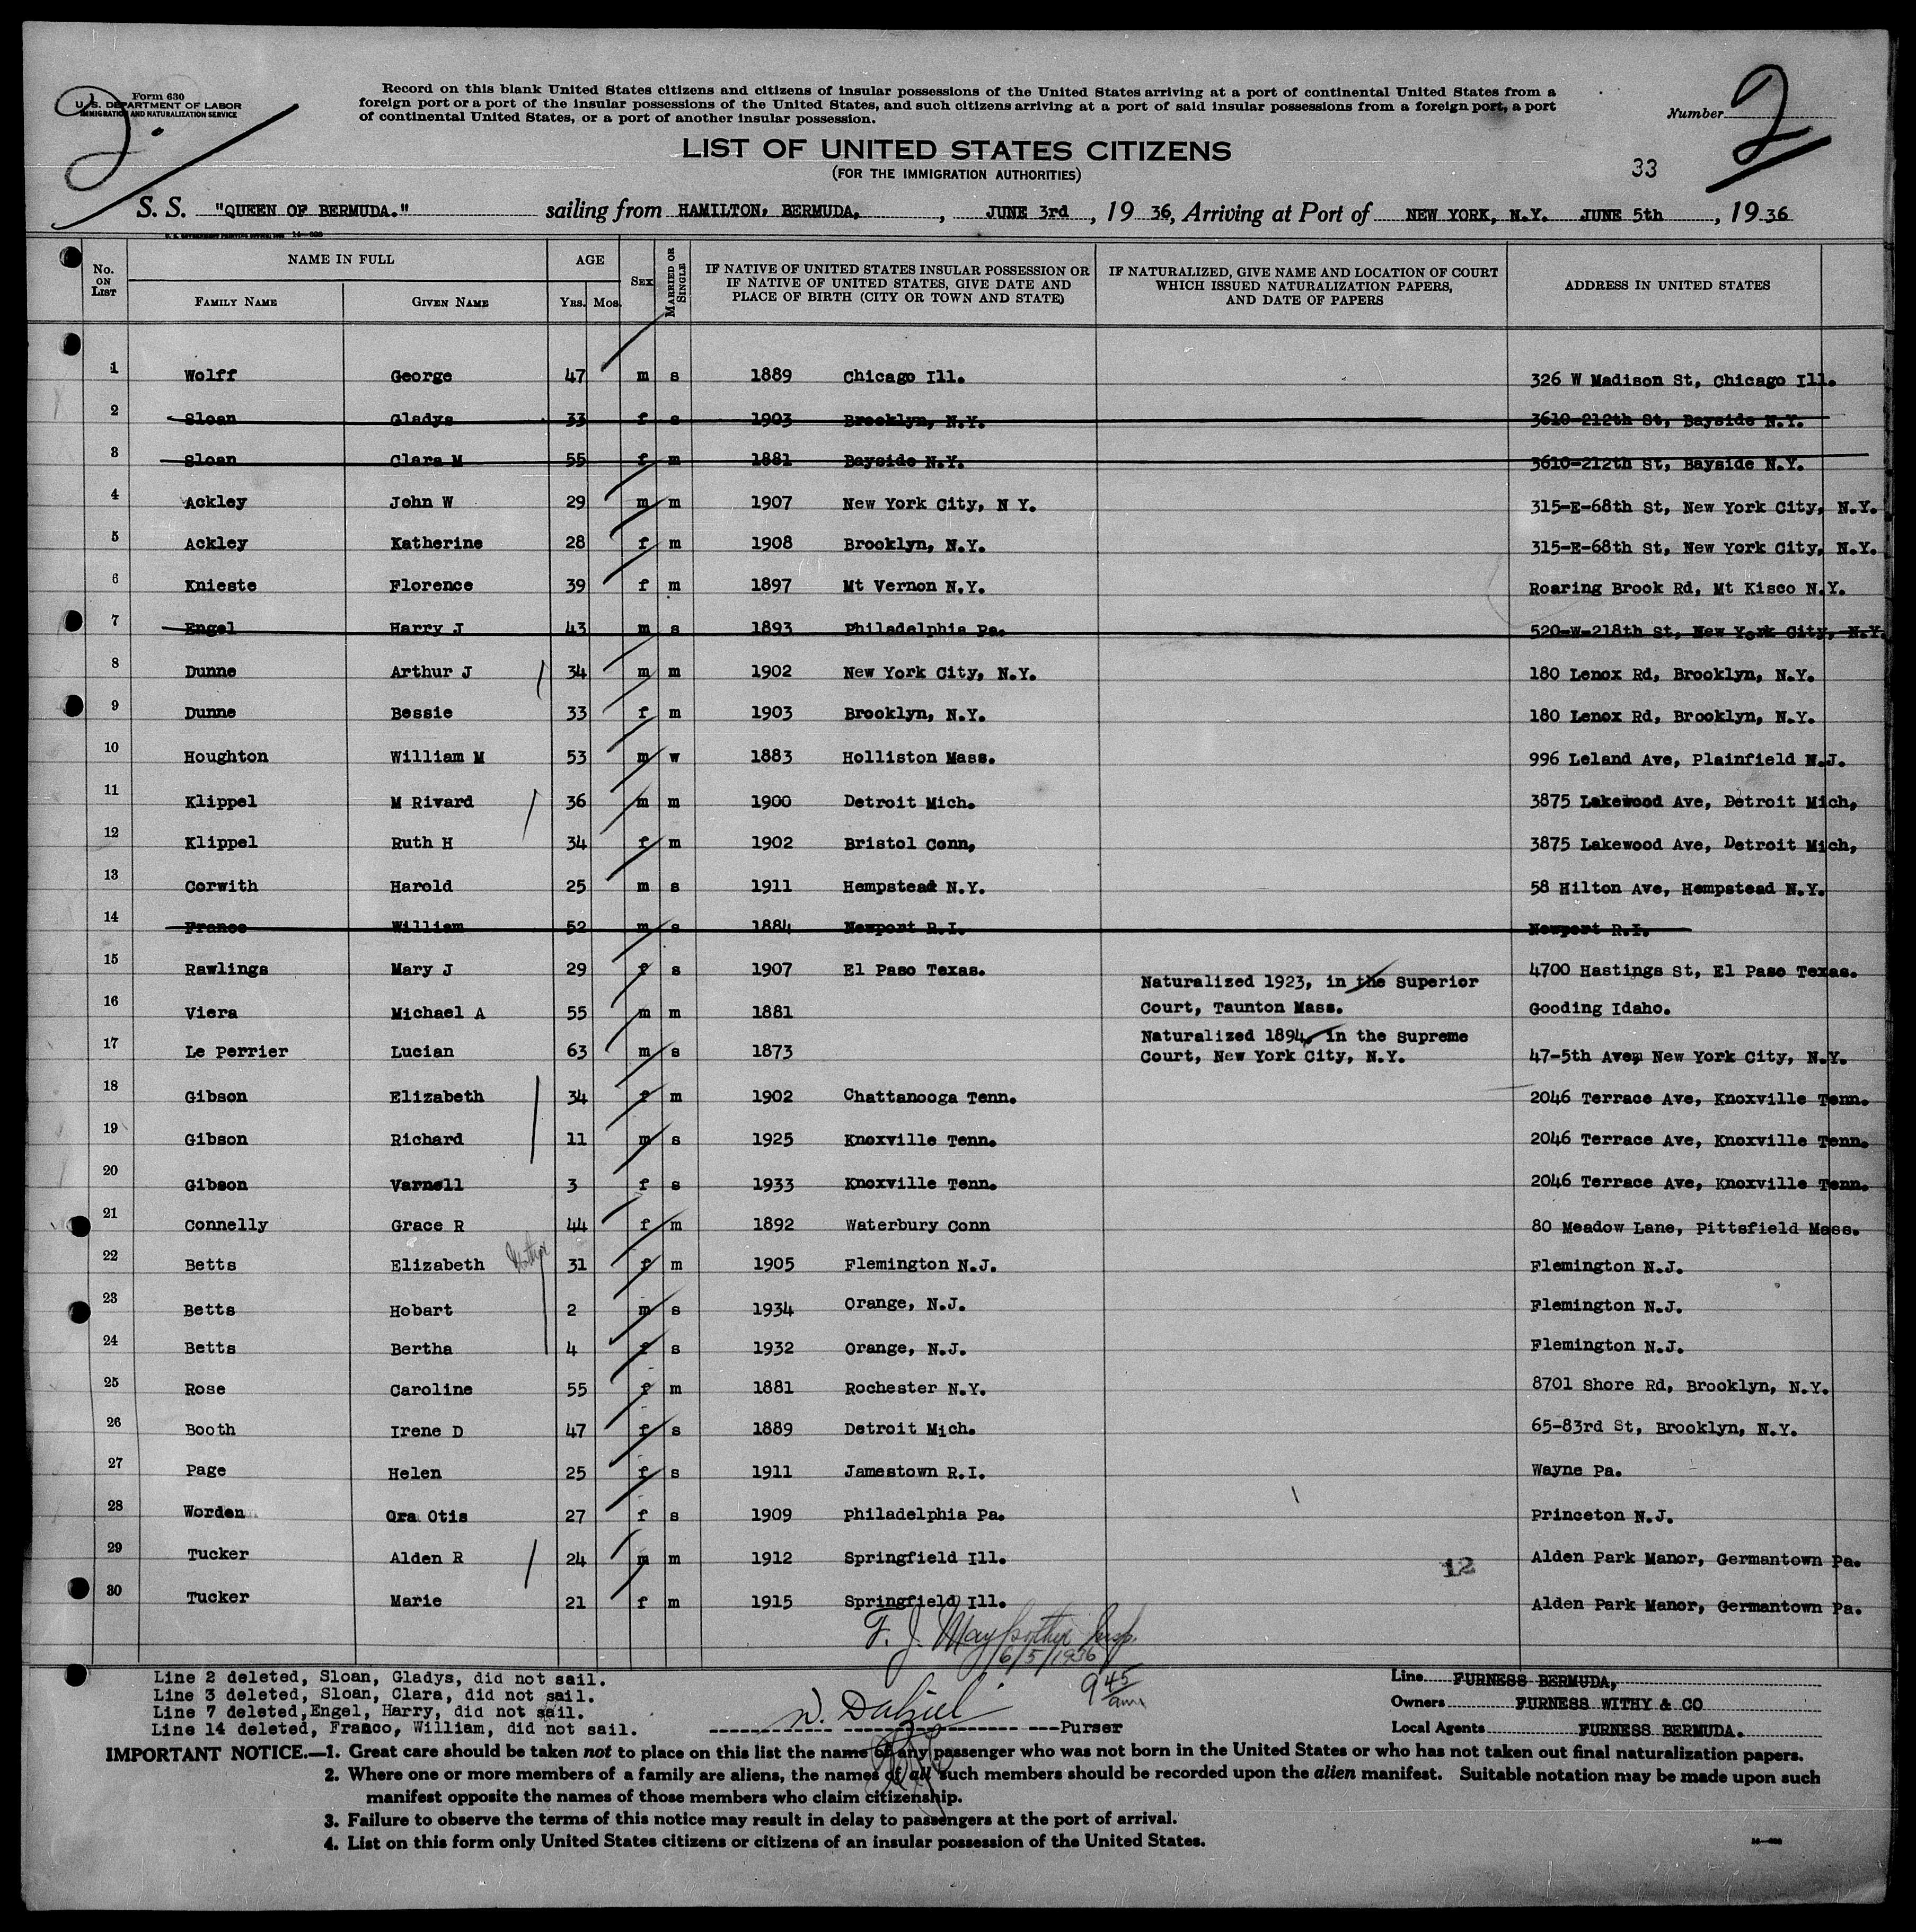 Form 630
U. S. DEPARTMENT OF LABOR
IMMIGRATION AND NATURALIZATION SERVICE
2.
Record on this blank United States citizens and citizens of insular possessions of the United States arriving at a port of continental United States from a
foreign port or a port of the insular possessions of the United States, and such citizens arriving at a port of said insular possessions from a foreign port, a port
of continental United States, or a port of another insular possession.
Number 2
LIST OF UNITED STATES CITIZENS
(FOR THE IMMIGRATION AUTHORITIES)
33
S. S. "QUEEN OF BERMUDA." sailing from HAMILTON, BERMUDA, , JUNE 3rd , 19 36, Arriving at Port of NEW YORK, N.Y. JUNE 5th , 19 36
U. S. GOVERNMENT PRINTING OFFICE: 1935 14—630
No. ON LIST NAME IN FULL FAMILY NAME GIVEN NAME AGE YRS. MOS. SEX MARRIED OR SINGLE IF NATIVE OF UNITED STATES INSULAR POSSESSION OR IF NATIVE OF UNITED STATES, GIVE DATE AND PLACE OF BIRTH (CITY OR TOWN AND STATE) IF NATURALIZED, GIVE NAME AND LOCATION OF COURT WHICH ISSUED NATURALIZATION PAPERS, AND DATE OF PAPERS ADDRESS IN UNITED STATES
1 Wolff George 47 m s 1889 Chicago Ill. 326 W Madison St, Chicago Ill.
2 Sloan Gladys 33 f s 1903 Brooklyn, N.Y. 3610-212th St, Bayside N.Y.
3 Sloan Clara M 55 f m 1881 Bayside N.Y. 3610-212th St, Bayside N.Y.
4 Ackley John W 29 m m 1907 New York City, N Y. 315-E-68th St, New York City, N.Y.
5 Ackley Katherine 28 f m 1908 Brooklyn, N.Y. 315-E-68th St, New York City, N.Y.
6 Knieste Florence 39 f m 1897 Mt Vernon N.Y. Roaring Brook Rd, Mt Kisco N.Y.
7 Engel Harry J 43 m s 1893 Philadelphia Pa. 520-W-218th St, New York City, N.Y.
8 Dunne Arthur J 34 m m 1902 New York City, N.Y. 180 Lenox Rd, Brooklyn, N.Y.
9 Dunne Bessie 33 f m 1903 Brooklyn, N.Y. 180 Lenox Rd, Brooklyn, N.Y.
10 Houghton William M 53 m w 1883 Holliston Mass. 996 Leland Ave, Plainfield N.J.
11 Klippel M Rivard 36 m m 1900 Detroit Mich. 3875 Lakewood Ave, Detroit Mich,
12 Klippel Ruth H 34 f m 1902 Bristol Conn, 3875 Lakewood Ave, Detroit Mich,
13 Corwith Harold 25 m s 1911 Hempstead N.Y. 58 Hilton Ave, Hempstead N.Y.
14 Franco William 52 m s 1884 Newport R.I. Newport R.I.
15 Rawlings Mary J 29 f s 1907 El Paso Texas. 4700 Hastings St, El Paso Texas.
16 Viera Michael A 55 m m 1881 Naturalized 1923, in the Superior Court, Taunton Mass. Gooding Idaho.
17 Le Perrier Lucian 63 m s 1873 Naturalized 1894, in the Supreme Court, New York City, N.Y. 47-5th Ave, New York City, N.Y.
18 Gibson Elizabeth 34 f m 1902 Chattanooga Tenn. 2046 Terrace Ave, Knoxville Tenn.
19 Gibson Richard 11 m s 1925 Knoxville Tenn. 2046 Terrace Ave, Knoxville Tenn.
20 Gibson Varnell 3 f s 1933 Knoxville Tenn. 2046 Terrace Ave, Knoxville Tenn.
21 Connelly Grace R 44 f m 1892 Waterbury Conn 80 Meadow Lane, Pittsfield Mass.
22 Betts Elizabeth 31 f m 1905 Flemington N.J. Flemington N.J.
23 Betts Hobart 2 m s 1934 Orange, N.J. Flemington N.J.
24 Betts Bertha 4 f s 1932 Orange, N.J. Flemington N.J.
25 Rose Caroline 55 f m 1881 Rochester N.Y. 8701 Shore Rd, Brooklyn, N.Y.
26 Booth Irene D 47 f s 1889 Detroit Mich. 65-83rd St, Brooklyn, N.Y.
27 Page Helen 25 f s 1911 Jamestown R.I. Wayne Pa.
28 Worden Ora Otis 27 f s 1909 Philadelphia Pa. Princeton N.J.
29 Tucker Alden R 24 m m 1912 Springfield Ill. Alden Park Manor, Germantown Pa.
12
30 Tucker Marie 21 f m 1915 Springfield Ill. Alden Park Manor, Germantown Pa.
F. J. Insp.
6/5/1936
9 45 am
Line 2 deleted, Sloan, Gladys, did not sail.
Line 3 deleted, Sloan, Clara, did not sail.
Line 7 deleted,Engel, Harry, did not sail.
Line 14 deleted, Franco, William, did not sail.
Purser
Line FURNESS BERMUDA,
Owners FURNESS WITHY & CO
Local Agents FURNESS BERMUDA.
IMPORTANT NOTICE.—1. Great care should be taken not to place on this list the name of any passenger who was not born in the United States or who has not taken out final naturalization papers.
2. Where one or more members of a family are aliens, the names of all such members should be recorded upon the alien manifest. Suitable notation may be made upon such
manifest opposite the names of those members who claim citizenship.
3. Failure to observe the terms of this notice may result in delay to passengers at the port of arrival.
4. List on this form only United States citizens or citizens of an insular possession of the United States.